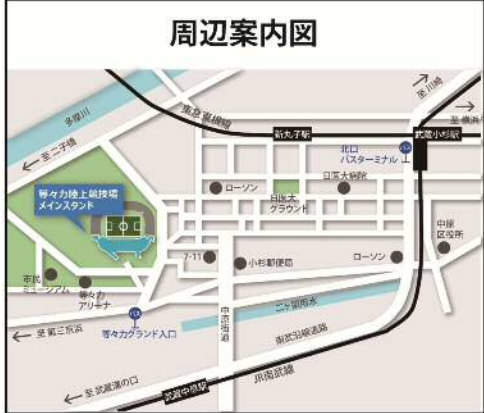 周辺案内図
至 川崎
至 横浜
多摩川
東急東横線
新丸子駅
武蔵小杉駅
至 二子橋
北口
バスターミナル
バス
等々力陸上競技場
メインスタンド
ローソン
日医大病院
日医大
グラウンド
中原
区役所
7-11
小杉郵便局
ローソン
市民
ミュージアム
等々力
アリーナ
バス
二ヶ領用水
至 第三京浜
等々力グランド入口
中原街道
南武沿線道路
JR南武線
至 武蔵溝の口
武蔵中原駅